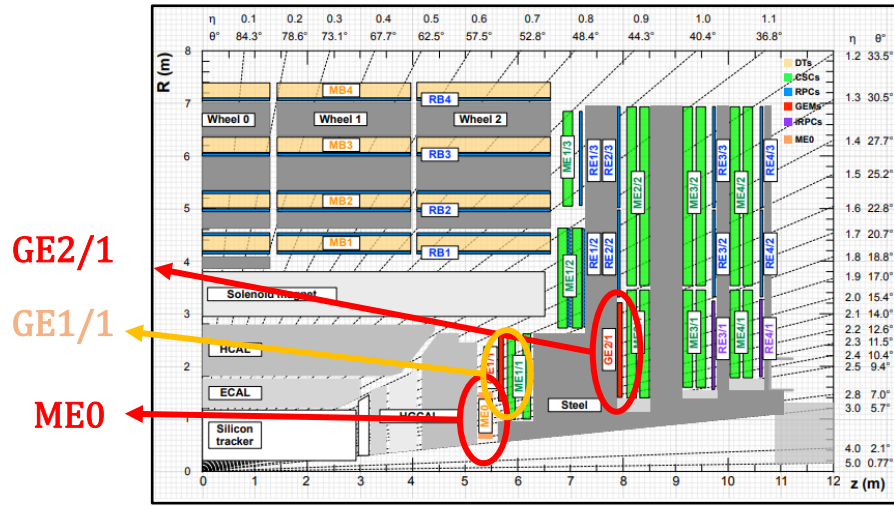 η 0.1 0.2 0.3 0.4 0.5 0.6 0.7 0.8 0.9 1.0 1.1 η θ°
θ° 84.3° 78.6° 73.1° 67.7° 62.5° 57.5° 52.8° 48.4° 44.3° 40.4° 36.8°
R (m)
8
7
6
5
4
3
2
1
0
1.2 33.5°
1.3 30.5°
1.4 27.7°
1.5 25.2°
1.6 22.8°
1.7 20.7°
1.8 18.8°
1.9 17.0°
2.0 15.4°
2.1 14.0°
2.2 12.6°
2.3 11.5°
2.4 10.4°
2.5 9.4°
2.8 7.0°
3.0 5.7°
4.0 2.1°
5.0 0.77°
DTs
CSCs
RPCs
GEMs
iRPCs
ME0
MB4
RB4
Wheel 0
Wheel 1
Wheel 2
MB3
RB3
MB2
RB2
MB1
RB1
ME1/3
RE1/3
RE2/3
ME2/2
ME3/2
RE3/3
ME4/2
RE4/3
ME1/2
RE1/2
RE2/2
RE3/2
RE4/2
GE2/1
GE1/1
ME0
Solenoid magnet
HCAL
ECAL
Silicon
tracker
ME0
ME1/1
Steel
GE2/1
ME3/1
RE3/1
ME4/1
RE4/1
0 1 2 3 4 5 6 7 8 9 10 11 12
z (m)